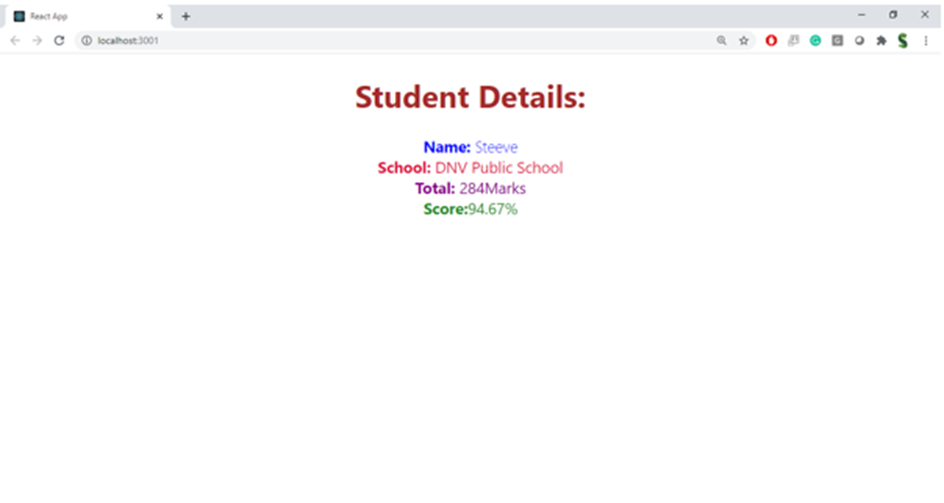 React App
localhost:3001
Student Details:
Name: Steeve
School: DNV Public School
Total: 284Marks
Score:94.67%